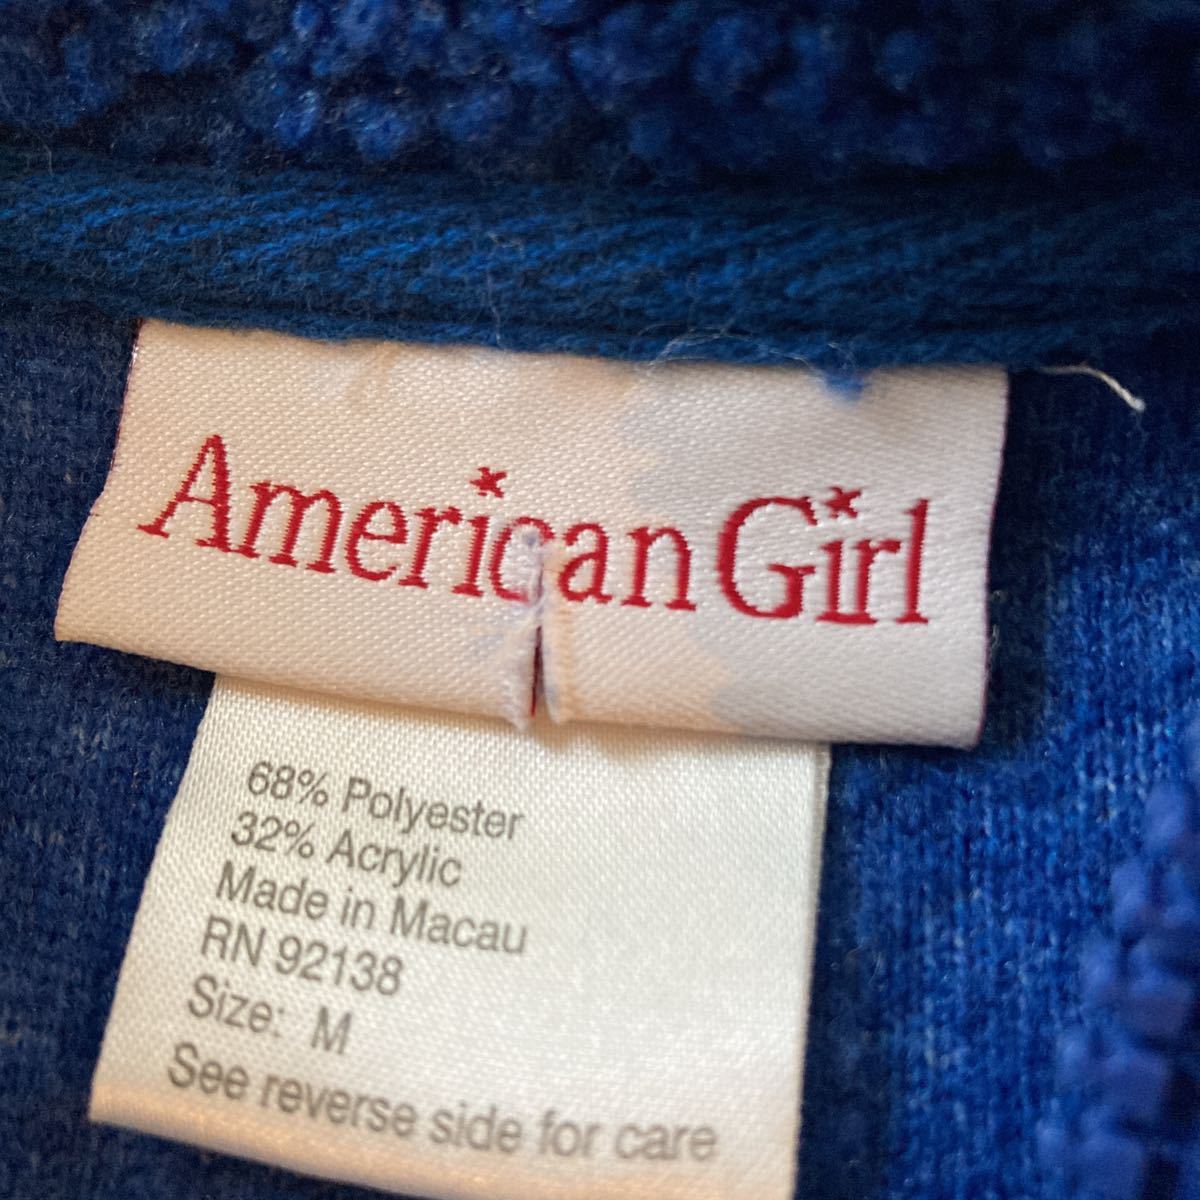 American Girl
68% Polyester
32% Acrylic
Made in Macau
RN 92138
Size: M
See reverse side for care